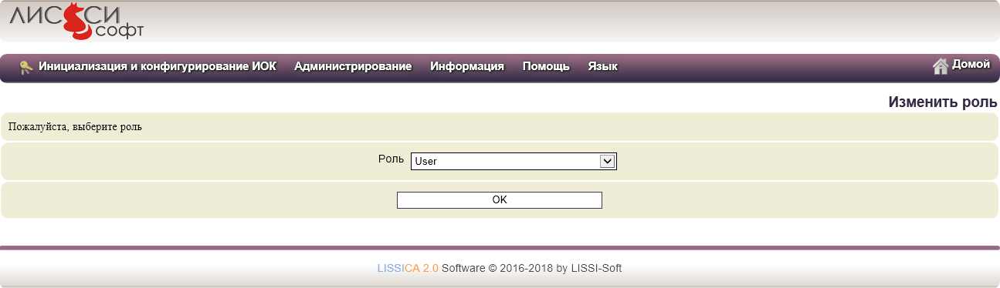 ЛИССИ
софт
Инициализация и конфигурирование ИОК Администрирование Информация Помощь Язык Домой
Изменить роль
Пожалуйста, выберите роль
Роль User
OK
LISSICA 2.0 Software © 2016-2018 by LISSI-Soft